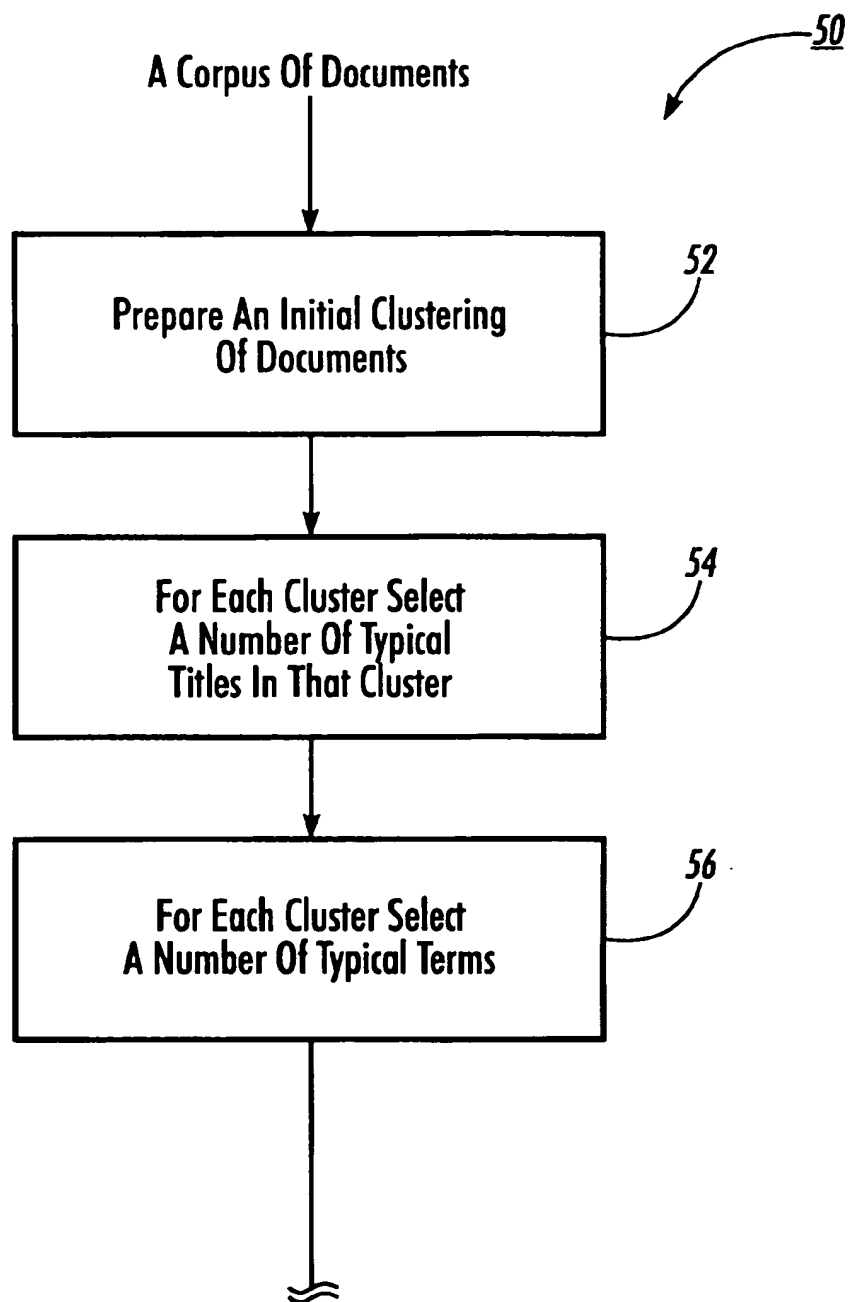 50
A Corpus Of Documents
52
Prepare An Initial Clustering
Of Documents
54
For Each Cluster Select
A Number Of Typical
Titles In That Cluster
56
For Each Cluster Select
A Number Of Typical Terms